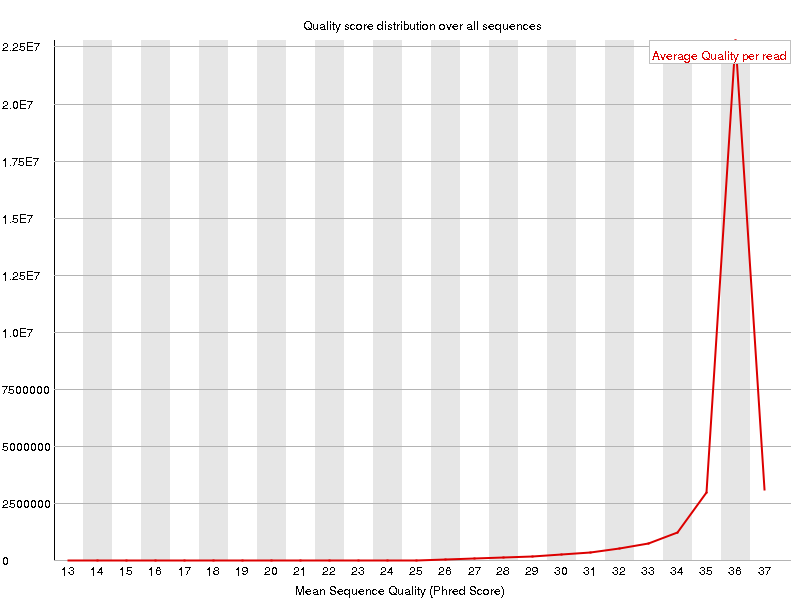 Quality score distribution over all sequences
Average Quality per read
2.25E7
2.0E7
1.75E7
1.5E7
1.25E7
1.0E7
7500000
5000000
2500000
0
13 14 15 16 17 18 19 20 21 22 23 24 25 26 27 28 29 30 31 32 33 34 35 36 37
Mean Sequence Quality (Phred Score)